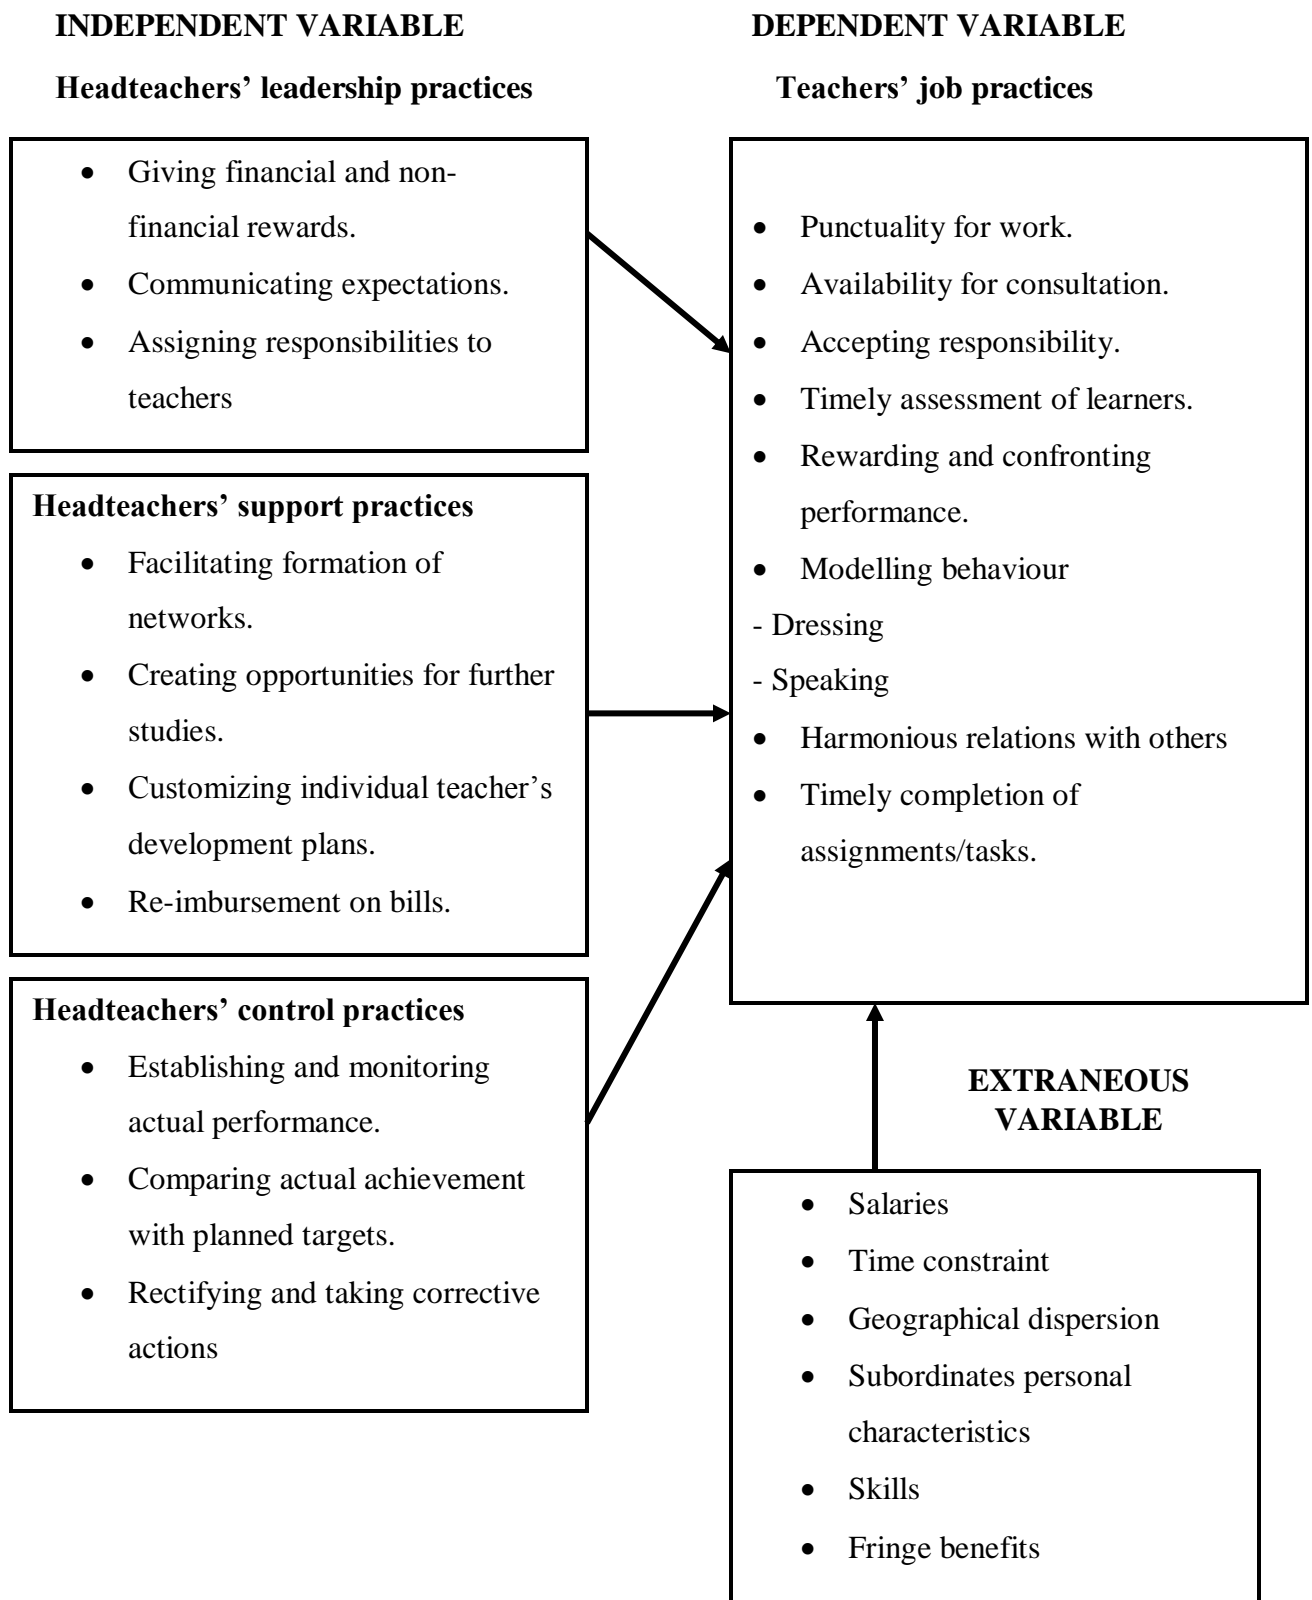 INDEPENDENT VARIABLE
Headteachers’ leadership practices
• Giving financial and non-
financial rewards.
• Communicating expectations.
• Assigning responsibilities to
teachers
Headteachers’ support practices
• Facilitating formation of
networks.
• Creating opportunities for further
studies.
• Customizing individual teacher’s
development plans.
• Re-imbursement on bills.
Headteachers’ control practices
• Establishing and monitoring
actual performance.
• Comparing actual achievement
with planned targets.
• Rectifying and taking corrective
actions
DEPENDENT VARIABLE
Teachers’ job practices
• Punctuality for work.
• Availability for consultation.
• Accepting responsibility.
• Timely assessment of learners.
• Rewarding and confronting
performance.
• Modelling behaviour
- Dressing
- Speaking
• Harmonious relations with others
• Timely completion of
assignments/tasks.
EXTRANEOUS
VARIABLE
• Salaries
• Time constraint
• Geographical dispersion
• Subordinates personal
characteristics
• Skills
• Fringe benefits